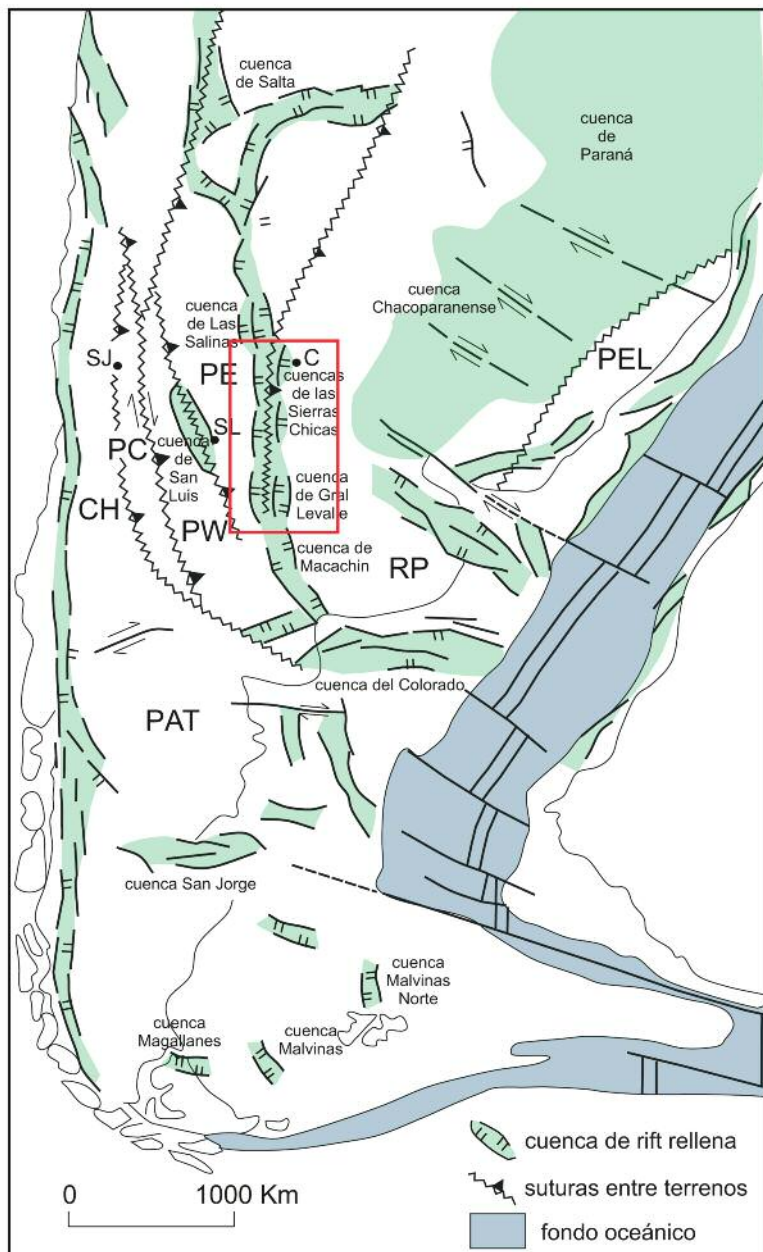 cuenca
de Salta
cuenca
de
Paraná
cuenca
Chacoparanense
cuenca
de Las
Salinas
PEL
SJ
PE
C
cuencas
de las
Sierras
Chicas
SL
PC
cuenca
de
San
Luis
CH
PW
cuenca
de Gral
Levalle
cuenca de
Macachin
RP
cuenca del Colorado
PAT
cuenca San Jorge
cuenca
Malvinas
Norte
cuenca
Magallanes
cuenca
Malvinas
cuenca de rift rellena
suturas entre terrenos
fondo oceánico
0 1000 Km